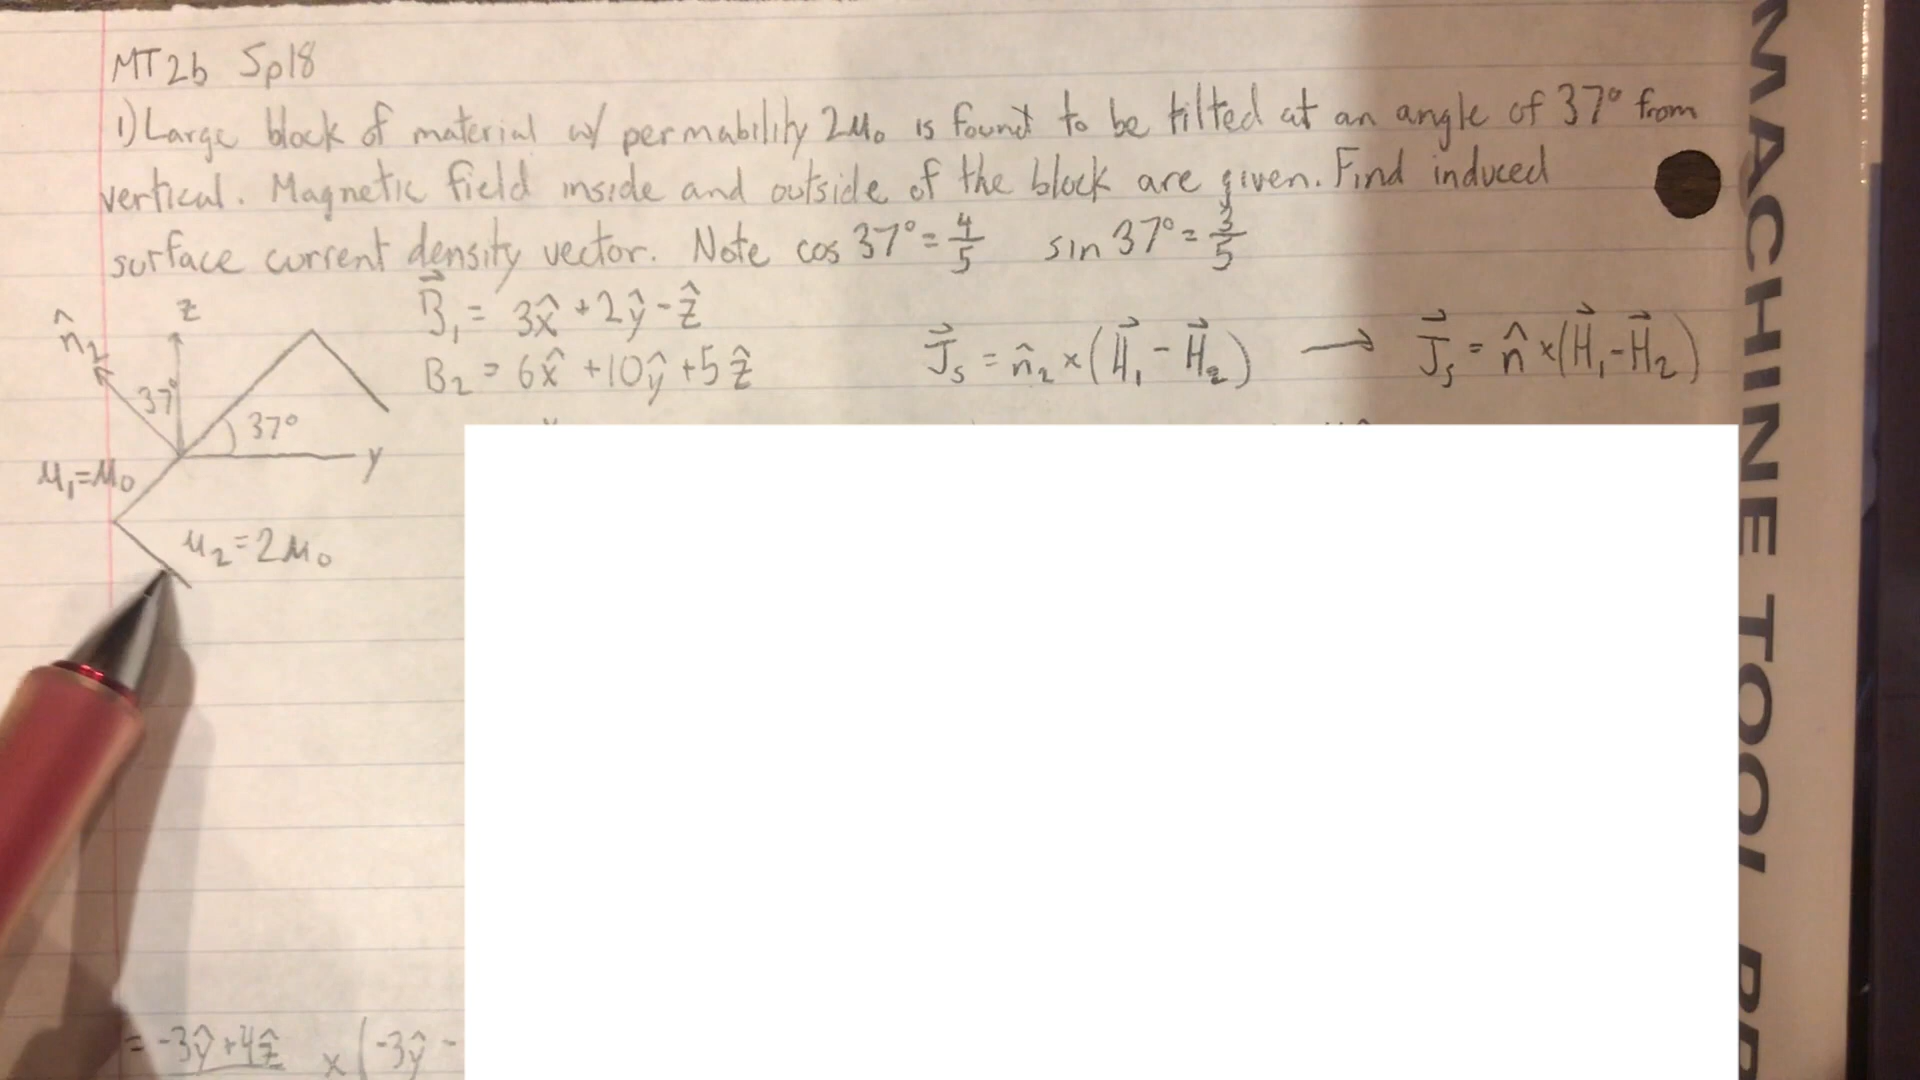 MT2b Sp18
1) Large block of material w/ permability 2μ₀ is found to be tilted at an angle of 37° from
vertical. Magnetic field inside and outside of the block are given. Find induced
surface current density vector. Note cos 37° = 4/5 sin 37° = 3/5
B⃗₁ = 3x̂ + 2ŷ - ẑ
B₂ = 6x̂ + 10ŷ + 5ẑ
J⃗s = n̂₂ × (H⃗₁ - H⃗₂) → J⃗s = n̂ × (H⃗₁ - H⃗₂)
z
n̂₂
37°
37°
y
μ₁ = μ₀
μ₂ = 2μ₀
= -3ŷ + 4ẑ × (-3ŷ -
MACHINE TOOL